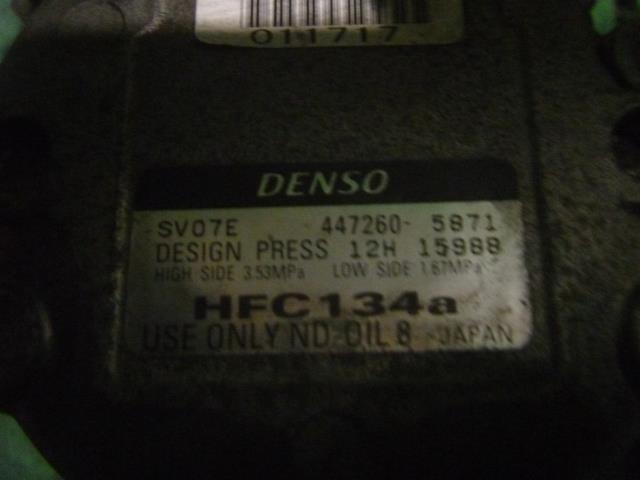 011717
DENSO
SV07E 447260-5871
DESIGN PRESS 12H 15988
HIGH SIDE 3.53MPa LOW SIDE 1.67MPa
HFC134a
USE ONLY ND-OIL 8 JAPAN